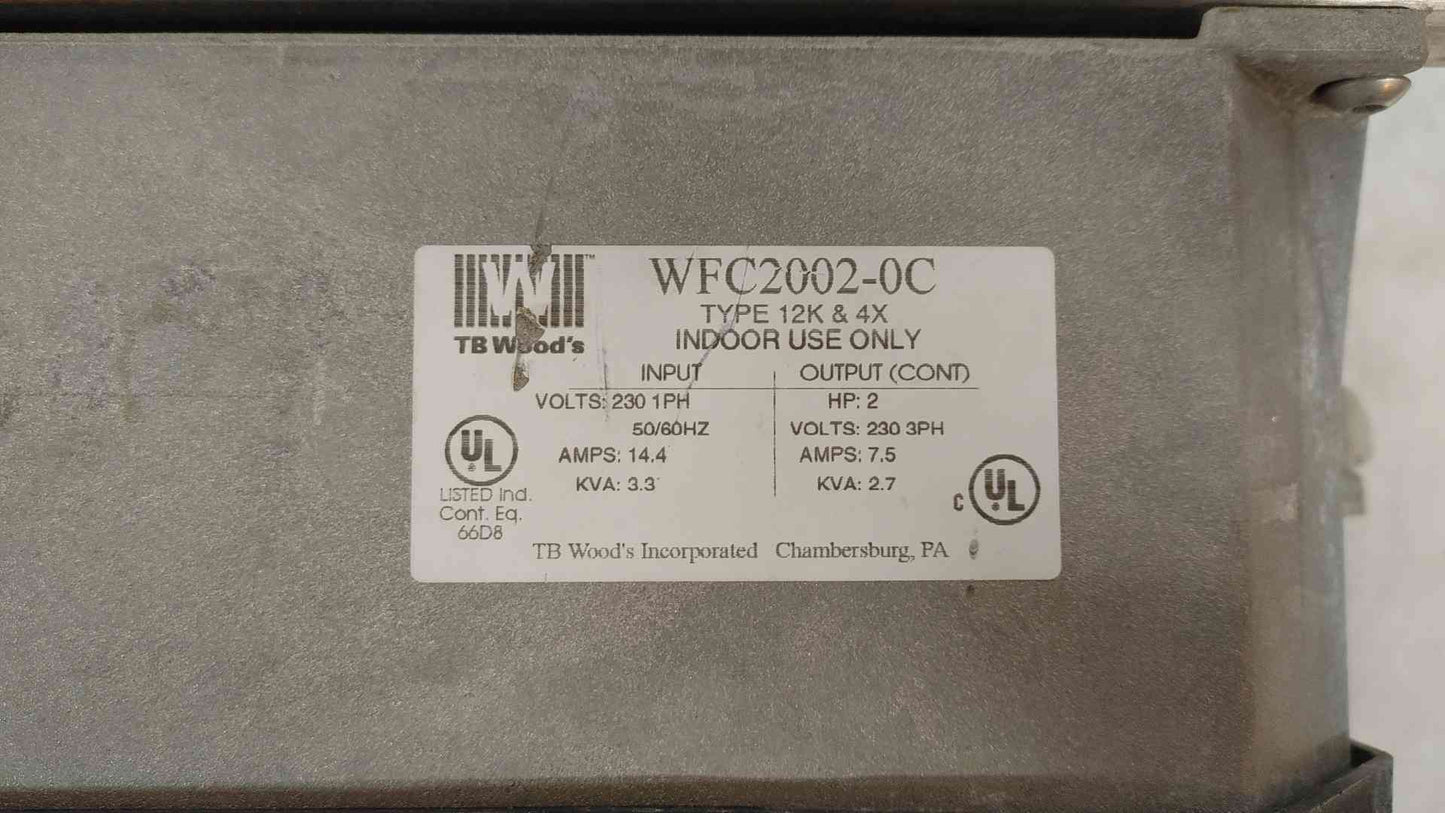 WFC2002-0C
TM
TB Wood's
TYPE 12K & 4X
INDOOR USE ONLY
INPUT OUTPUT (CONT)
VOLTS: 230 1PH HP: 2
50/60HZ VOLTS: 230 3PH
AMPS: 14.4 AMPS: 7.5
KVA: 3.3 KVA: 2.7
UL
LISTED Ind.
Cont. Eq.
66D8
C UL
TB Wood's Incorporated Chambersburg, PA